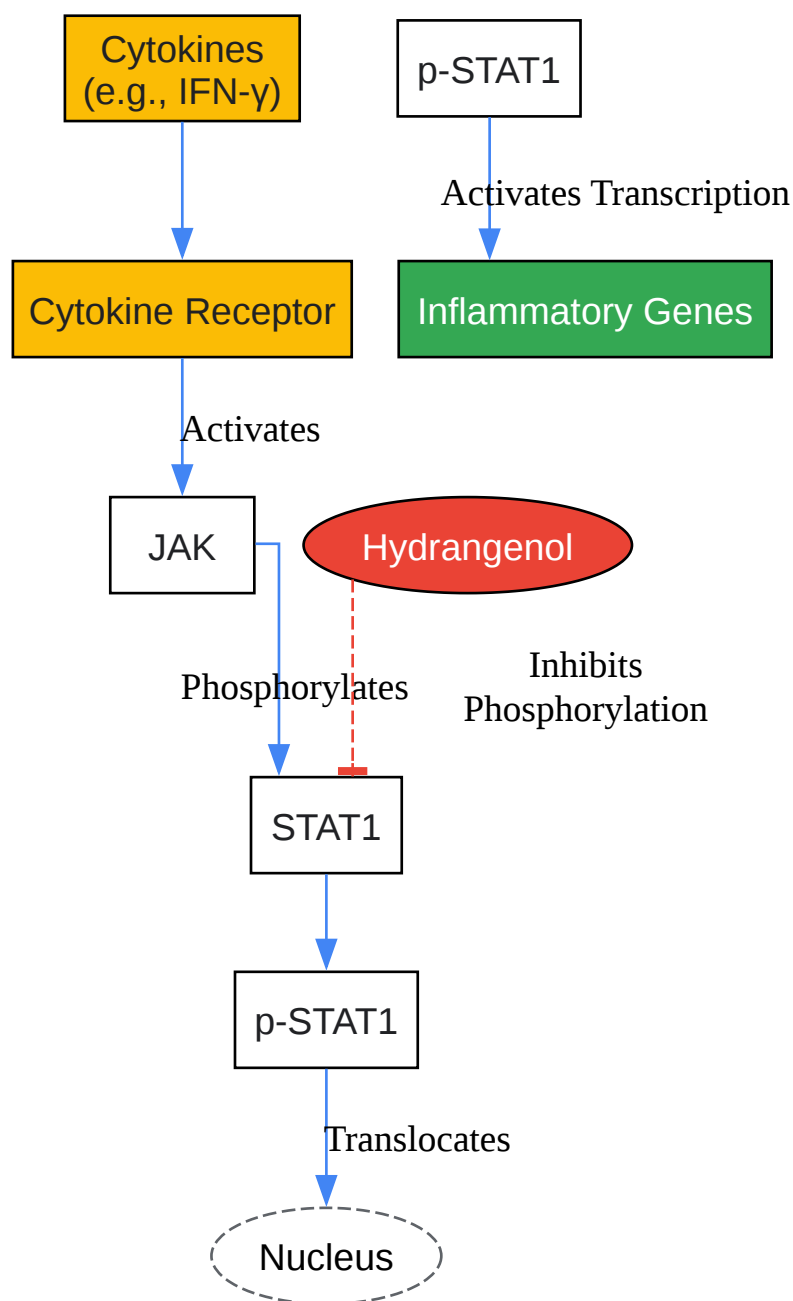 Cytokines
(e.g., IFN-γ)
p-STAT1
Activates Transcription
Cytokine Receptor
Inflammatory Genes
Activates
JAK
Hydrangenol
Phosphorylates
Inhibits
Phosphorylation
STAT1
p-STAT1
Translocates
Nucleus